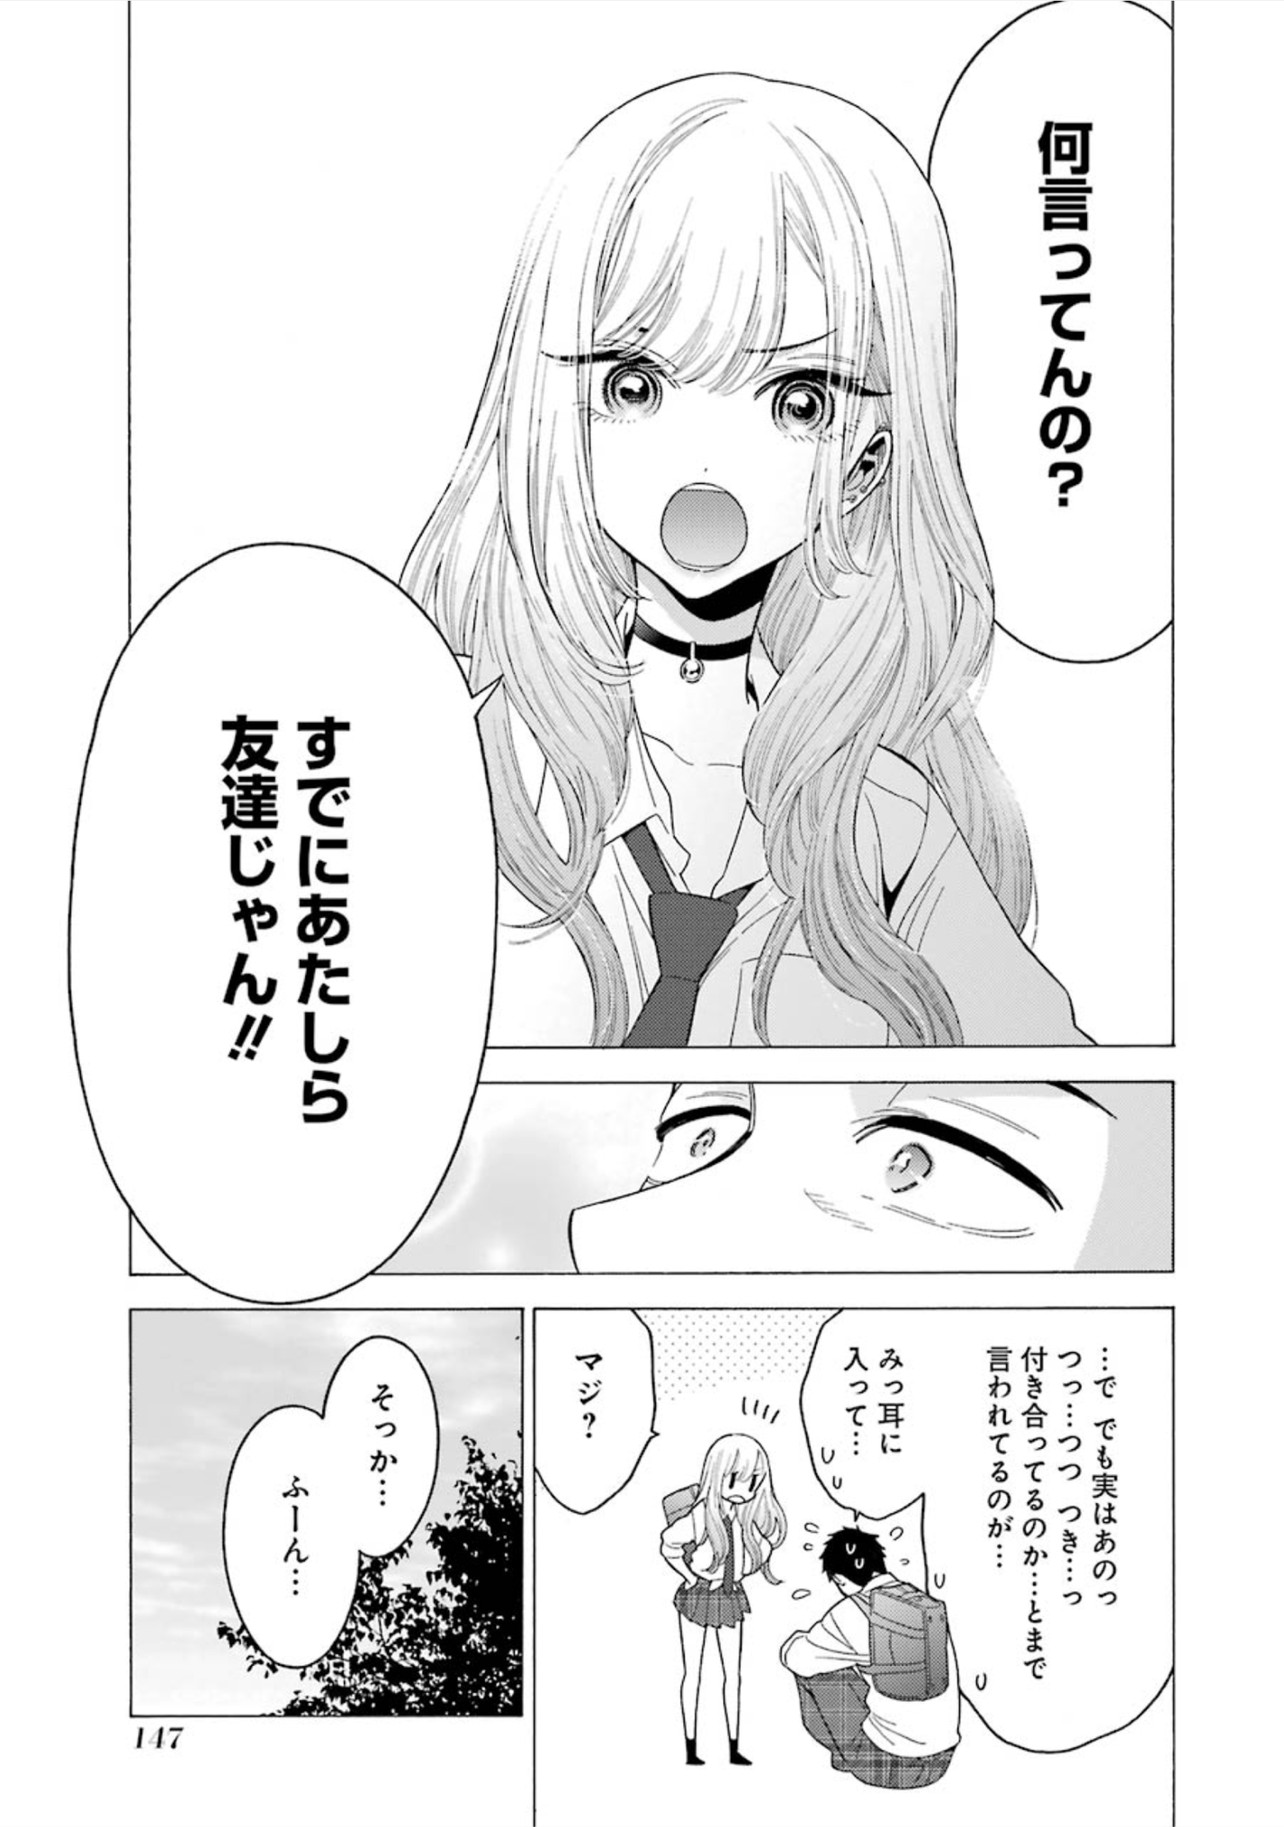 何言ってんの？
すでにあたしら
友達じゃん!!
…で でも実はあのっ
つっ…つつ つき…っ
付き合ってるのか…とまで
言われてるのが…
みっ耳に
入って…
マジ？
そっか…
ふーん…
147